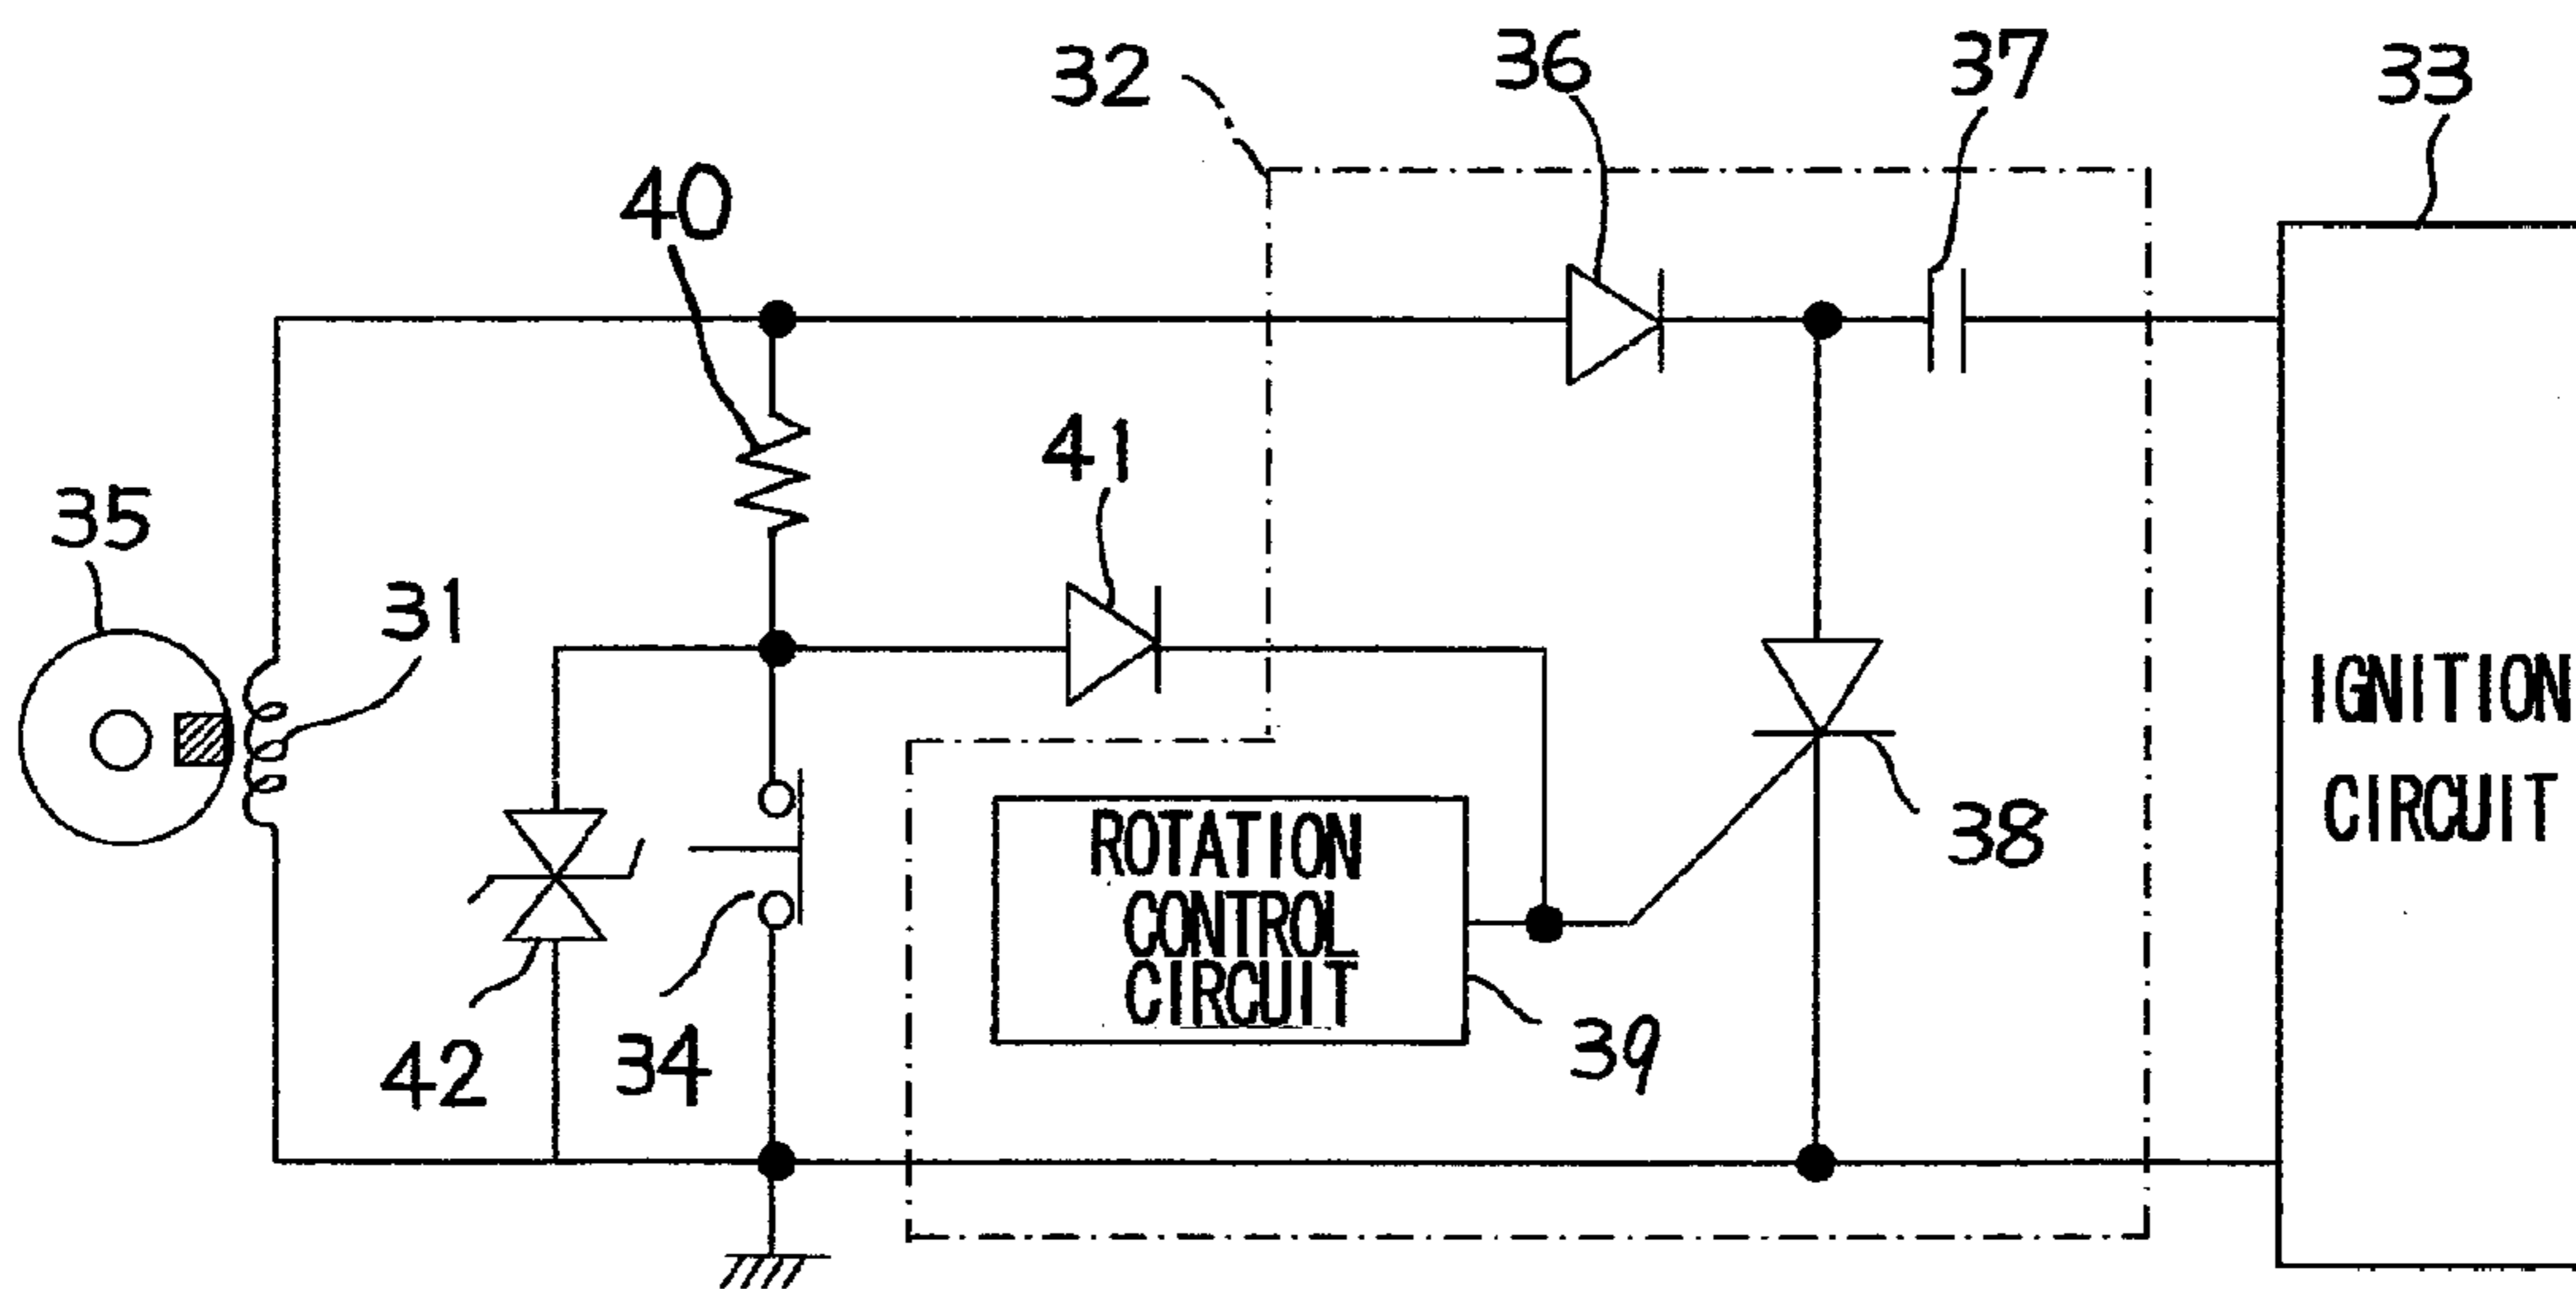 32
36
37
33
40
41
35
31
IGNITION
CIRCUIT
ROTATION
CONTROL
CIRCUIT
38
42
34
39